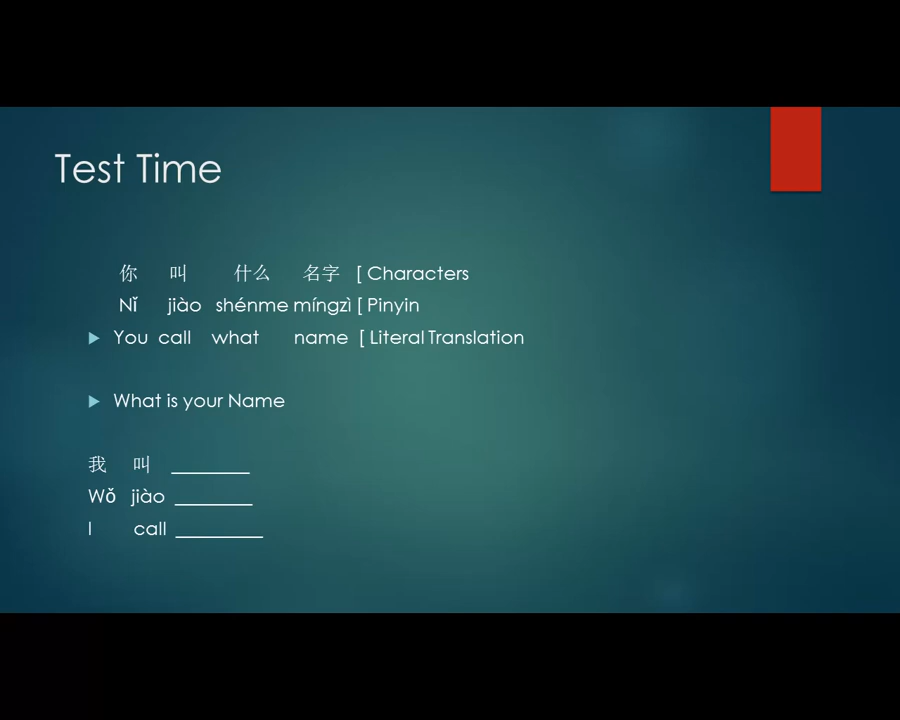 Test Time
你 叫 什么 名字 [ Characters
Nǐ jiào shénme míngzì [ Pinyin
You call what name [ Literal Translation
What is your Name
我 叫 ________
Wǒ jiào ________
I call _________